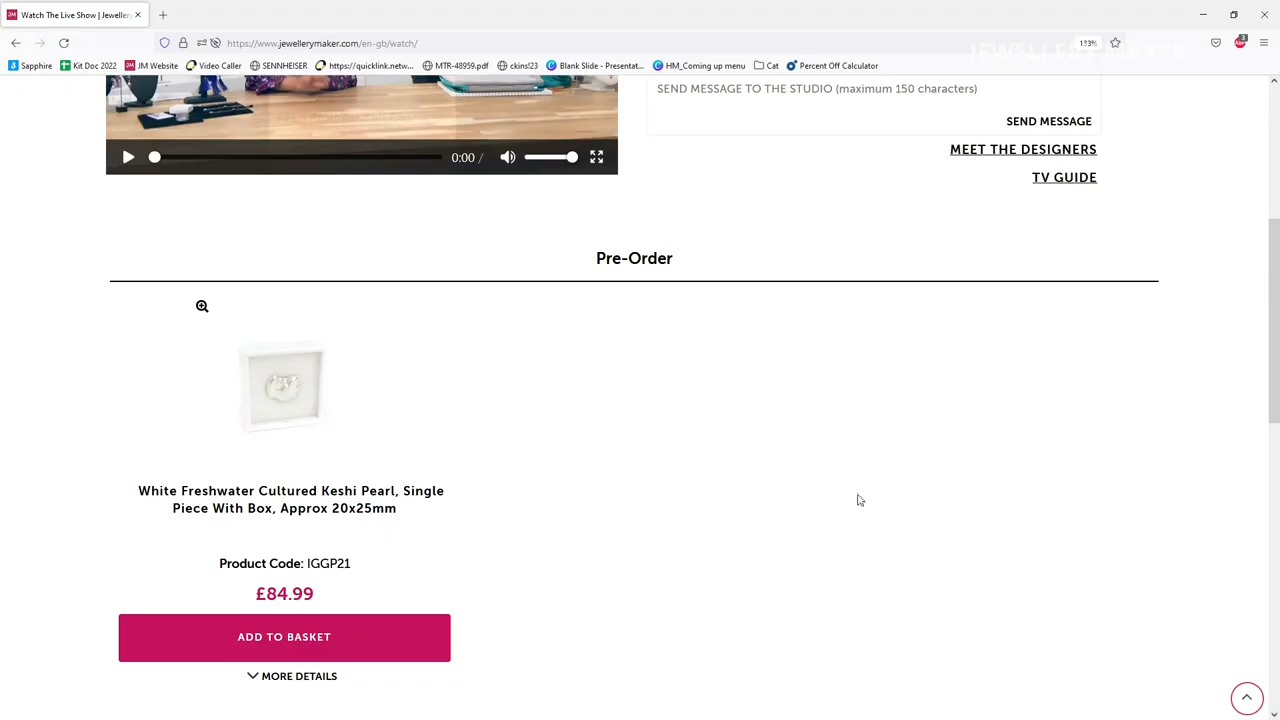 Watch The Live Show | Jeweller
https://www.jewellerymaker.com/en-gb/watch/
133%
3
Sapphire
Kit Doc 2022
JM Website
Video Caller
SENNHEISER
https://quicklink.netw...
MTR-48959.pdf
ckins!23
Blank Slide - Presentat...
HM_Coming up menu
Cat
Percent Off Calculator
SEND MESSAGE TO THE STUDIO (maximum 150 characters)
SEND MESSAGE
0:00 /
MEET THE DESIGNERS
TV GUIDE
Pre-Order
White Freshwater Cultured Keshi Pearl, Single
Piece With Box, Approx 20x25mm
Product Code: IGGP21
£84.99
ADD TO BASKET
MORE DETAILS